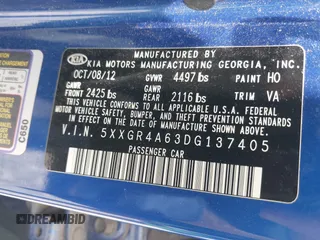 MANUFACTURED BY
KIA KIA MOTORS MANUFACTURING GEORGIA, INC.
OCT/08/12 GVWR 4497 lbs PAINT HO
GAWR FRONT 2425 lbs GAWR REAR 2116 lbs TRIM VA
THIS VEHICLE CONFORMS TO ALL APPLICABLE U.S. FEDERAL
MOTOR VEHICLE SAFETY, BUMPER, AND THEFT PREVENTION
STANDARDS IN EFFECT ON THE DATE OF MANUFACTURE SHOWN ABOVE.
V.I.N. 5XXGR4A63DG137405
PASSENGER CAR
C650
DREAMBID